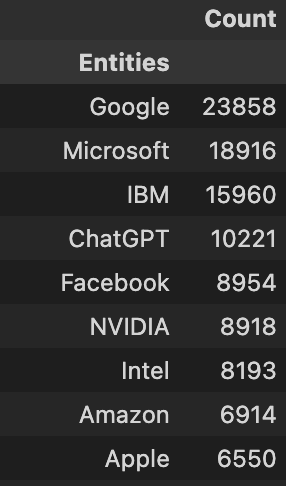 Count
Entities
Google 23858
Microsoft 18916
IBM 15960
ChatGPT 10221
Facebook 8954
NVIDIA 8918
Intel 8193
Amazon 6914
Apple 6550